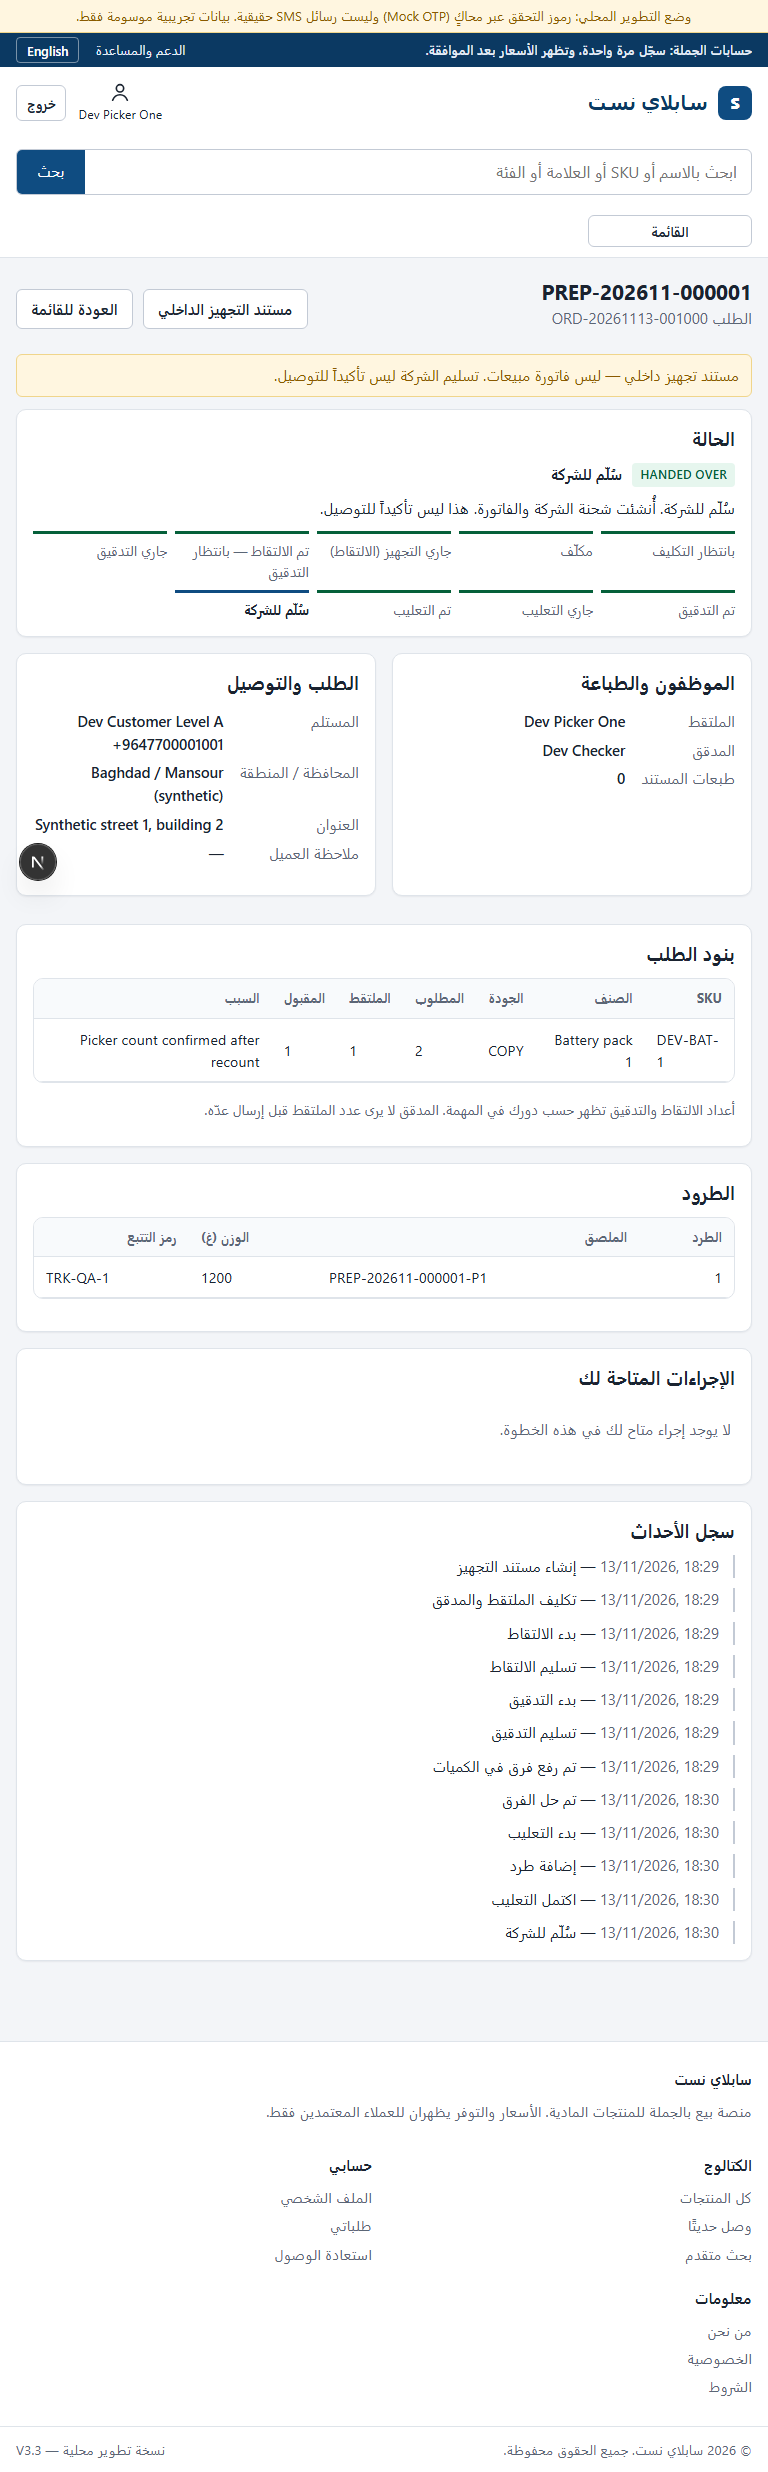 وضع التطوير المحلي: رموز التحقق عبر محاكٍ (Mock OTP) وليست رسائل SMS حقيقية. بيانات تجريبية موسومة فقط.
حسابات الجملة: سجّل مرة واحدة، وتظهر الأسعار بعد الموافقة.
الدعم والمساعدة
English
S
سابلاي نست
Dev Picker One
خروج
ابحث بالاسم أو SKU أو العلامة أو الفئة
بحث
القائمة
PREP-202611-000001
الطلب ORD-20261113-001000
مستند التجهيز الداخلي
العودة للقائمة
مستند تجهيز داخلي — ليس فاتورة مبيعات. تسليم الشركة ليس تأكيداً للتوصيل.
الحالة
HANDED OVER
سُلّم للشركة
سُلّم للشركة. أُنشئت شحنة الشركة والفاتورة. هذا ليس تأكيداً للتوصيل.
بانتظار التكليف
مكلّف
جاري التجهيز (الالتقاط)
تم الالتقاط — بانتظار
التدقيق
جاري التدقيق
تم التدقيق
جاري التعليب
تم التعليب
سُلّم للشركة
الموظفون والطباعة
الملتقط
Dev Picker One
المدقق
Dev Checker
طبعات المستند
0
الطلب والتوصيل
المستلم
Dev Customer Level A
+9647700001001
المحافظة / المنطقة
Baghdad / Mansour
(synthetic)
العنوان
Synthetic street 1, building 2
ملاحظة العميل
—
N
بنود الطلب
SKU الصنف الجودة المطلوب الملتقط المقبول السبب
DEV-BAT-
1
Battery pack
1
COPY
2
1
1
Picker count confirmed after
recount
أعداد الالتقاط والتدقيق تظهر حسب دورك في المهمة. المدقق لا يرى عدد الملتقط قبل إرسال عدّه.
الطرود
الطرد الملصق الوزن (غ) رمز التتبع
1 PREP-202611-000001-P1 1200 TRK-QA-1
الإجراءات المتاحة لك
لا يوجد إجراء متاح لك في هذه الخطوة.
سجل الأحداث
13/11/2026, 18:29 — إنشاء مستند التجهيز
13/11/2026, 18:29 — تكليف الملتقط والمدقق
13/11/2026, 18:29 — بدء الالتقاط
13/11/2026, 18:29 — تسليم الالتقاط
13/11/2026, 18:29 — بدء التدقيق
13/11/2026, 18:29 — تسليم التدقيق
13/11/2026, 18:29 — تم رفع فرق في الكميات
13/11/2026, 18:30 — تم حل الفرق
13/11/2026, 18:30 — بدء التعليب
13/11/2026, 18:30 — إضافة طرد
13/11/2026, 18:30 — اكتمل التعليب
13/11/2026, 18:30 — سُلّم للشركة
سابلاي نست
منصة بيع بالجملة للمنتجات المادية. الأسعار والتوفر يظهران للعملاء المعتمدين فقط.
الكتالوج
كل المنتجات
وصل حديثًا
بحث متقدم
حسابي
الملف الشخصي
طلباتي
استعادة الوصول
معلومات
من نحن
الخصوصية
الشروط
© 2026 سابلاي نست. جميع الحقوق محفوظة.
نسخة تطوير محلية — V3.3